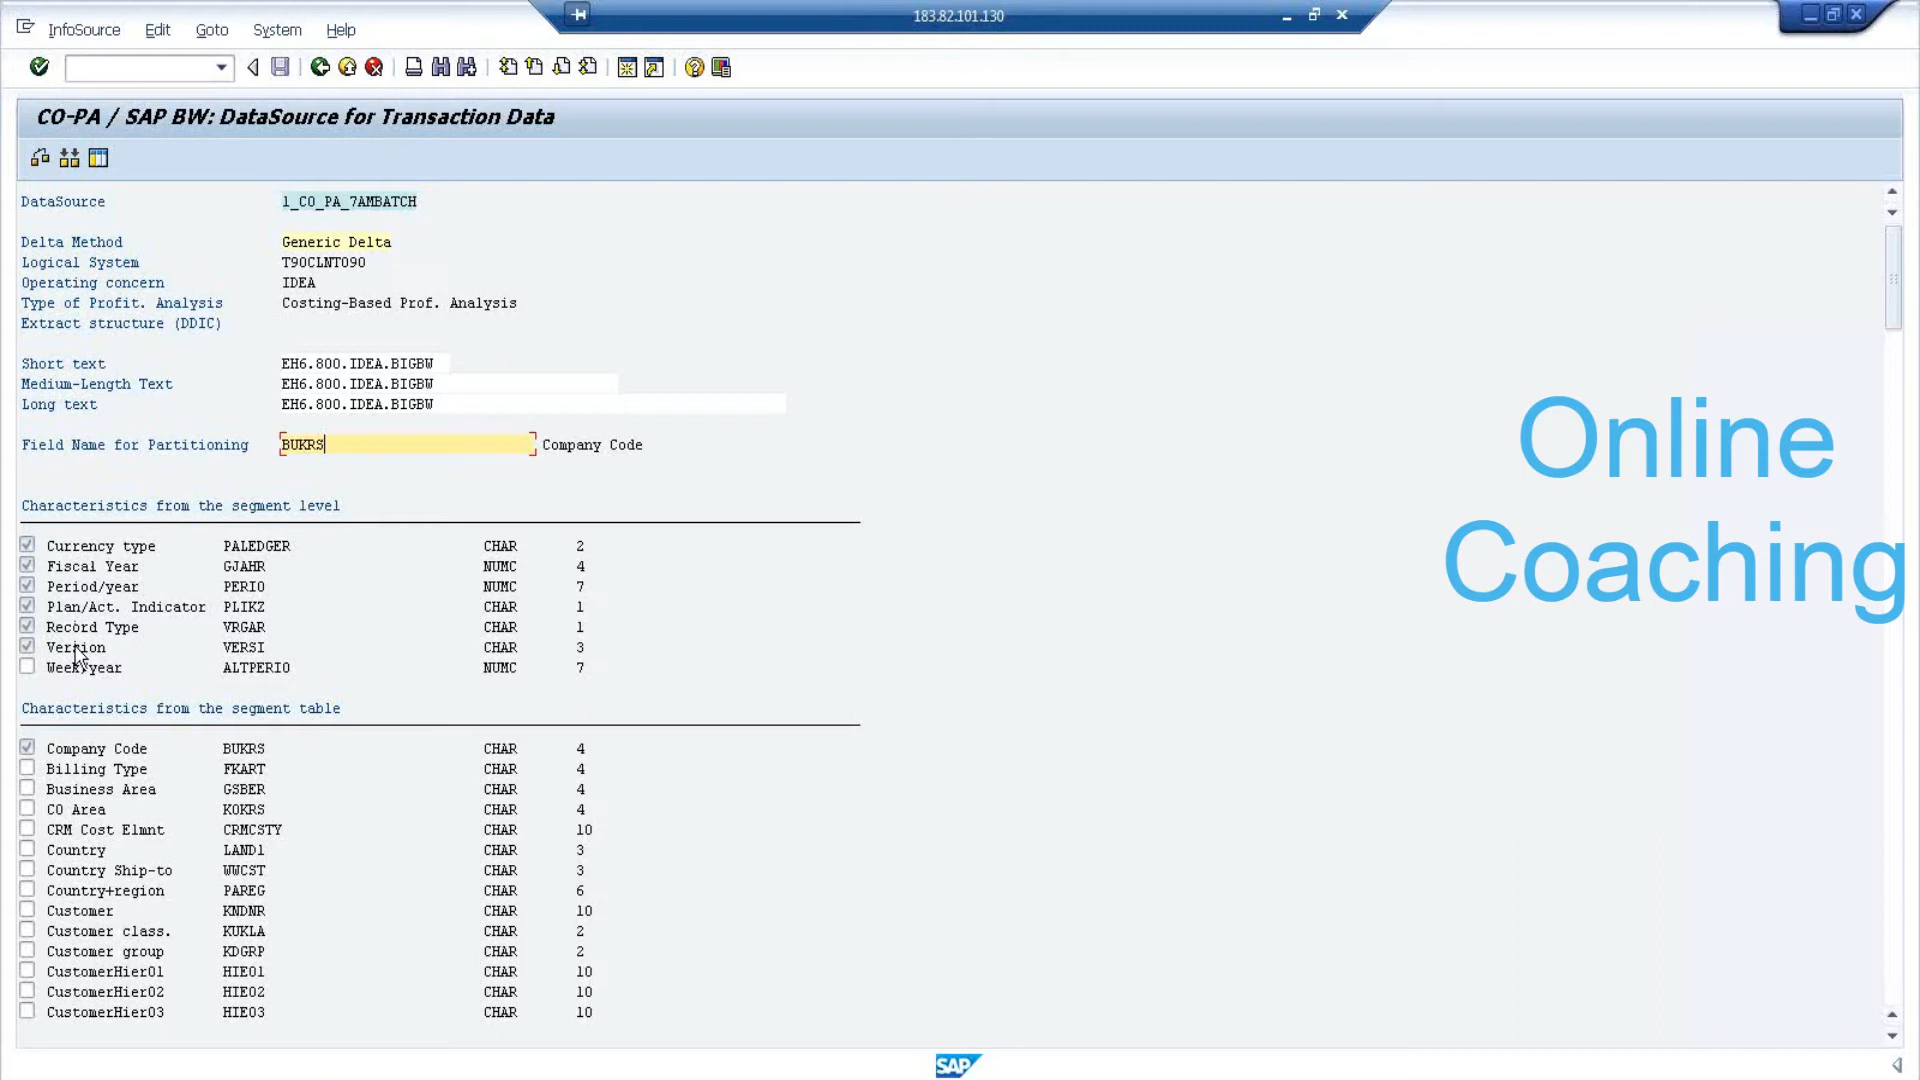 183.82.101.130
InfoSource Edit Goto System Help
CO-PA / SAP BW: DataSource for Transaction Data
DataSource 1_CO_PA_7AMBATCH
Delta Method Generic Delta
Logical System T90CLNT090
Operating concern IDEA
Type of Profit. Analysis Costing-Based Prof. Analysis
Extract structure (DDIC)
Short text EH6.800.IDEA.BIGBW
Medium-Length Text EH6.800.IDEA.BIGBW
Long text EH6.800.IDEA.BIGBW
Field Name for Partitioning BUKRS Company Code
Characteristics from the segment level
Currency type PALEDGER CHAR 2
Fiscal Year GJAHR NUMC 4
Period/year PERIO NUMC 7
Plan/Act. Indicator PLIKZ CHAR 1
Record Type VRGAR CHAR 1
Version VERSI CHAR 3
Week/year ALTPERIO NUMC 7
Characteristics from the segment table
Company Code BUKRS CHAR 4
Billing Type FKART CHAR 4
Business Area GSBER CHAR 4
CO Area KOKRS CHAR 4
CRM Cost Elmnt CRMCSTY CHAR 10
Country LAND1 CHAR 3
Country Ship-to WWCST CHAR 3
Country+region PAREG CHAR 6
Customer KNDNR CHAR 10
Customer class. KUKLA CHAR 2
Customer group KDGRP CHAR 2
CustomerHier01 HIE01 CHAR 10
CustomerHier02 HIE02 CHAR 10
CustomerHier03 HIE03 CHAR 10
Online
Coaching
SAP